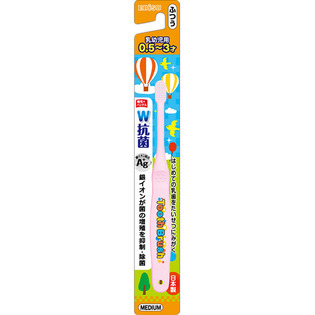 EBISU
ふつう
乳幼児用
0.5~3才
W抗菌
Ag+
銀イオンが菌の増殖を抑制・除菌
はじめての乳歯をたいせつにみがく
Tooth Brush
日本製
MEDIUM